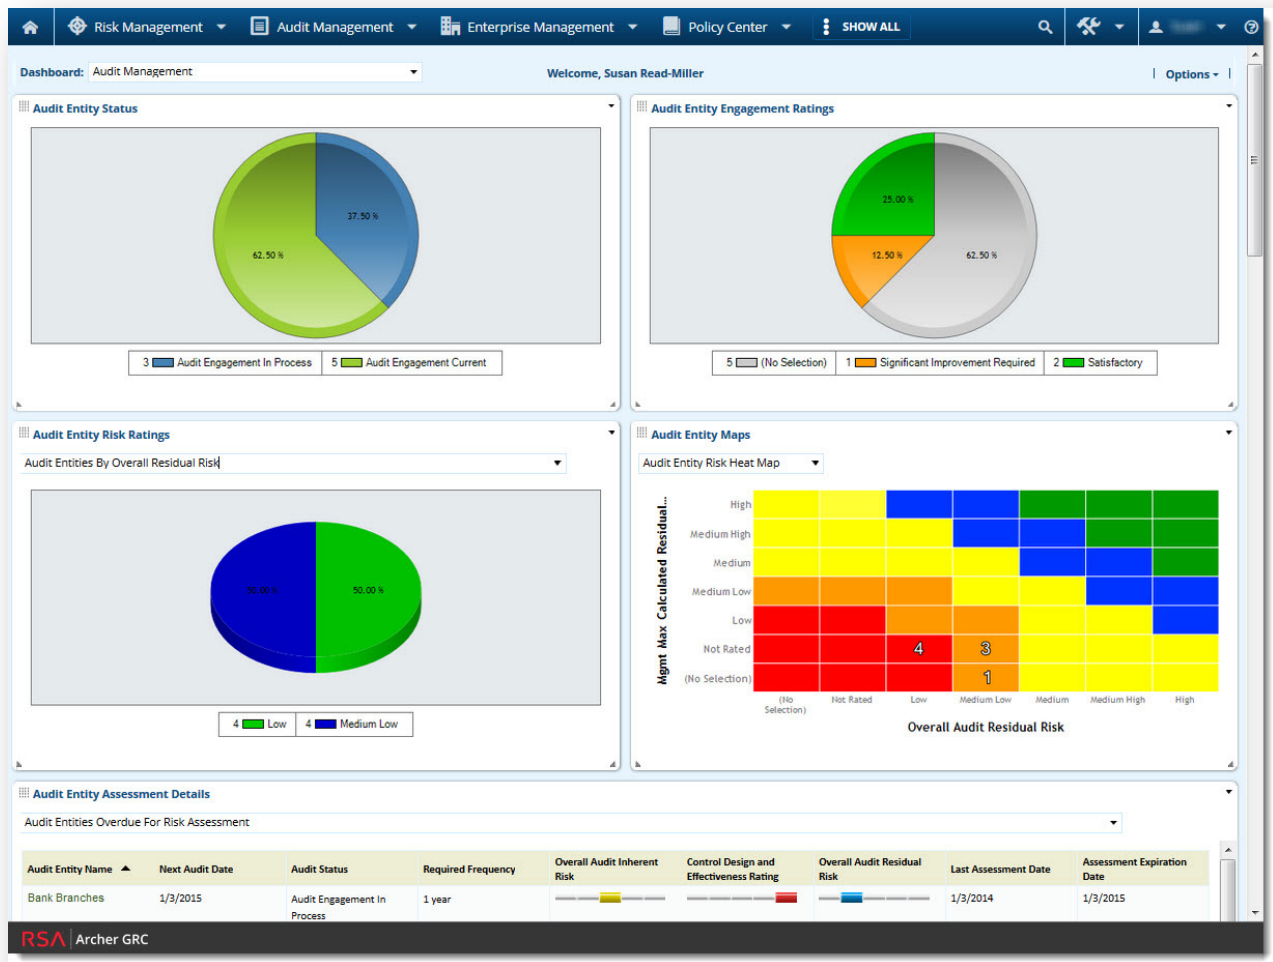 Risk Management Audit Management Enterprise Management Policy Center SHOW ALL
Dashboard: Audit Management Welcome, Susan Read-Miller | Options |
Audit Entity Status
37.50 %
62.50 %
3 Audit Engagement In Process 5 Audit Engagement Current
Audit Entity Engagement Ratings
25.00 %
12.50 % 62.50 %
5 (No Selection) 1 Significant Improvement Required 2 Satisfactory
Audit Entity Risk Ratings
Audit Entities By Overall Residual Risk
50.00 % 50.00 %
4 Low 4 Medium Low
Audit Entity Maps
Audit Entity Risk Heat Map
Mgmt Max Calculated Residual...
High
Medium High
Medium
Medium Low
Low
Not Rated 4 3
(No Selection) 1
(No Selection) Not Rated Low Medium Low Medium Medium High High
Overall Audit Residual Risk
Audit Entity Assessment Details
Audit Entities Overdue For Risk Assessment
Audit Entity Name Next Audit Date Audit Status Required Frequency Overall Audit Inherent Risk Control Design and Effectiveness Rating Overall Audit Residual Risk Last Assessment Date Assessment Expiration Date
Bank Branches 1/3/2015 Audit Engagement In Process 1 year 1/3/2014 1/3/2015
RSA Archer GRC